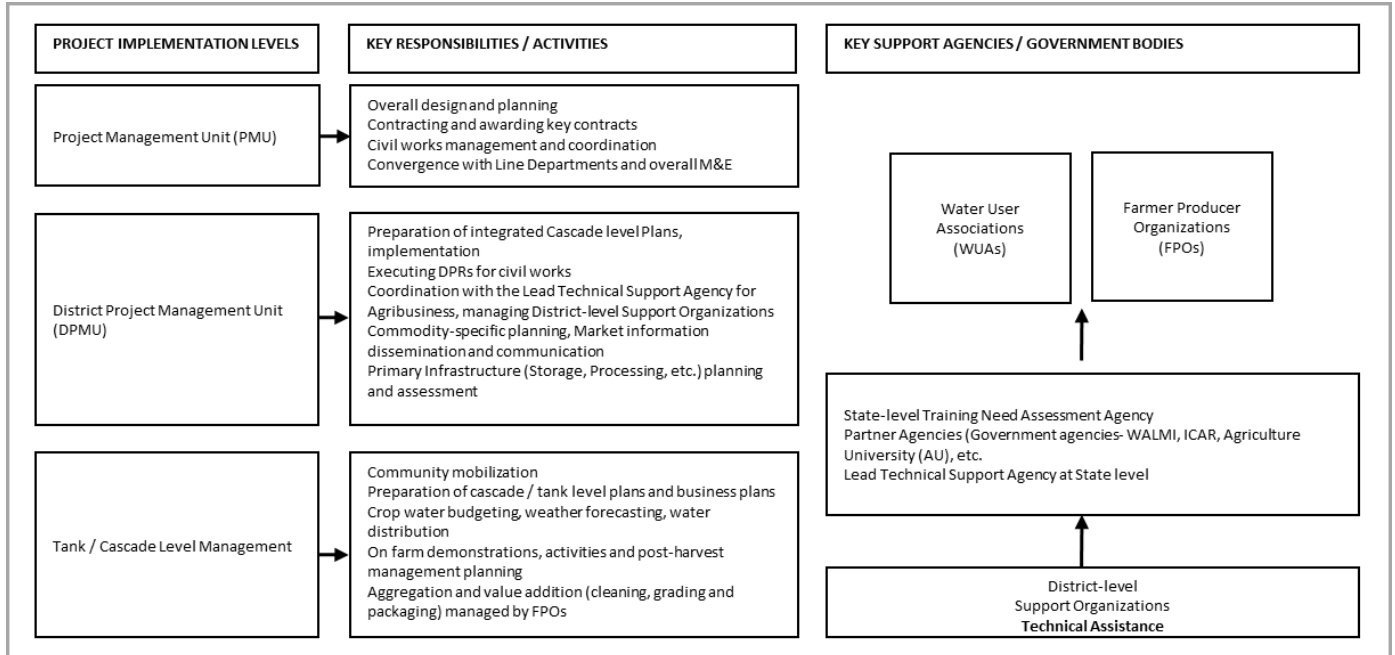 PROJECT IMPLEMENTATION LEVELS
KEY RESPONSIBILITIES / ACTIVITIES
KEY SUPPORT AGENCIES / GOVERNMENT BODIES
Project Management Unit (PMU)
Overall design and planning
Contracting and awarding key contracts
Civil works management and coordination
Convergence with Line Departments and overall M&E
District Project Management Unit
(DPMU)
Preparation of integrated Cascade level Plans,
implementation
Executing DPRs for civil works
Coordination with the Lead Technical Support Agency for
Agribusiness, managing District-level Support Organizations
Commodity-specific planning, Market information
dissemination and communication
Primary Infrastructure (Storage, Processing, etc.) planning
and assessment
Tank / Cascade Level Management
Community mobilization
Preparation of cascade / tank level plans and business plans
Crop water budgeting, weather forecasting, water
distribution
On farm demonstrations, activities and post-harvest
management planning
Aggregation and value addition (cleaning, grading and
packaging) managed by FPOs
Water User
Associations
(WUAs)
Farmer Producer
Organizations
(FPOs)
State-level Training Need Assessment Agency
Partner Agencies (Government agencies- WALMI, ICAR, Agriculture
University (AU), etc.
Lead Technical Support Agency at State level
District-level
Support Organizations
Technical Assistance